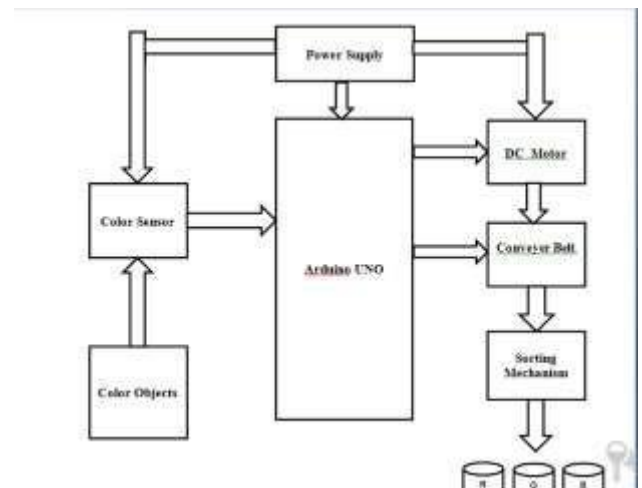 Power Supply
DC Motor
Color Sensor
Conveyor Belt
Arduino UNO
Sorting
Mechanism
Color Objects